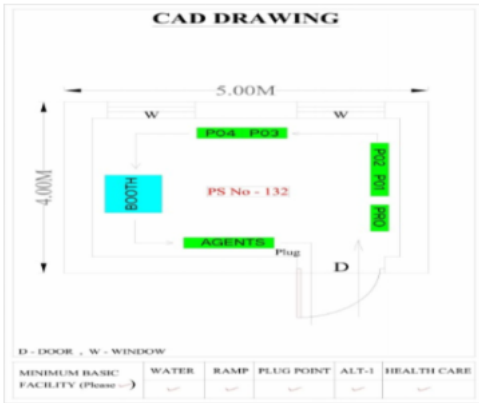 CAD DRAWING
5.00M
W W
PO4 PO3
4.00M
BOOTH
PS No - 132
PO2 PO1
PRO
AGENTS
Plug
D
D - DOOR , W - WINDOW
MINIMUM BASIC FACILITY (Please ✓)
WATER RAMP PLUG POINT ALT-1 HEALTH CARE
✓ ✓ ✓ ✓ ✓